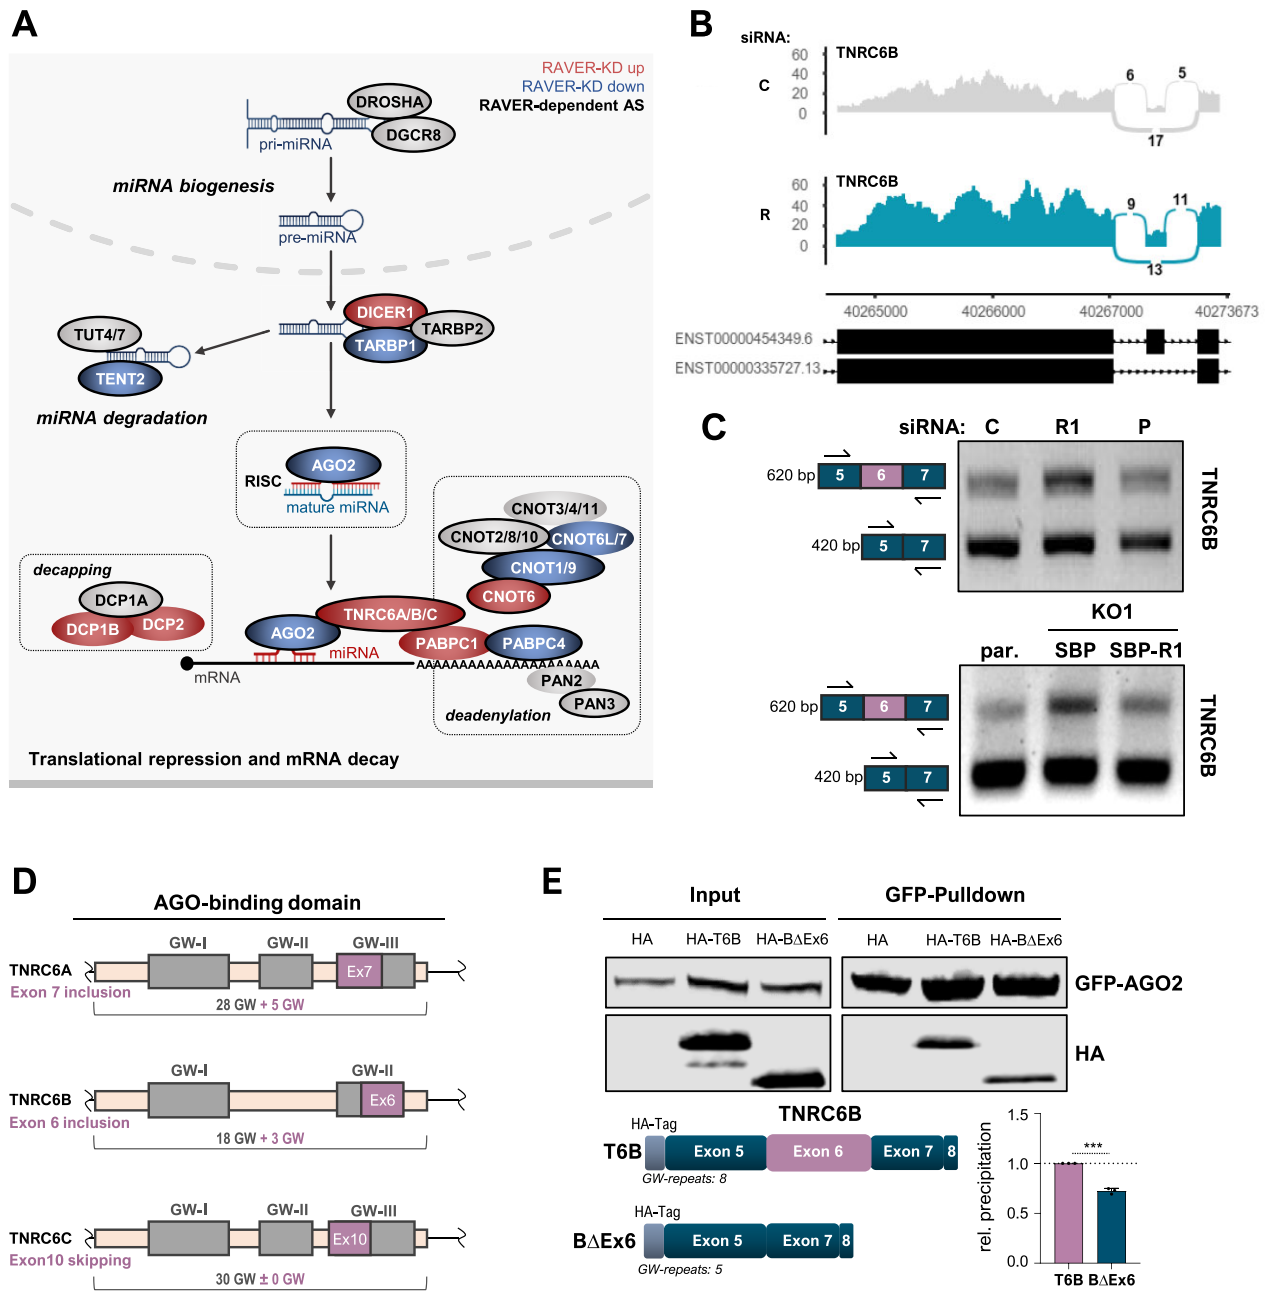 A
RAVER-KD up
RAVER-KD down
RAVER-dependent AS
DROSHA
DGCR8
pri-miRNA
miRNA biogenesis
pre-miRNA
DICER1
TARBP2
TARBP1
TUT4/7
TENT2
miRNA degradation
AGO2
RISC
mature miRNA
CNOT3/4/11
CNOT2/8/10
CNOT6L/7
CNOT1/9
CNOT6
decapping
DCP1A
DCP1B
DCP2
TNRC6A/B/C
AGO2
miRNA
PABPC1
PABPC4
mRNA
AAAAAAAAAAAAAAAAAAAAA
PAN2
PAN3
deadenylation
Translational repression and mRNA decay
B
siRNA:
TNRC6B
60
40
20
0
C
6
5
17
TNRC6B
60
40
20
0
R
9
11
13
40265000
40266000
40267000
40273673
ENST00000454349.6
ENST00000335727.13
C
siRNA:
C
R1
P
620 bp
5
6
7
420 bp
5
7
TNRC6B
KO1
par.
SBP
SBP-R1
620 bp
5
6
7
420 bp
5
7
TNRC6B
D
AGO-binding domain
GW-I
GW-II
GW-III
TNRC6A
Ex7
Exon 7 inclusion
28 GW + 5 GW
GW-I
GW-II
TNRC6B
Ex6
Exon 6 inclusion
18 GW + 3 GW
GW-I
GW-II
GW-III
TNRC6C
Ex10
Exon10 skipping
30 GW ± 0 GW
E
Input
GFP-Pulldown
HA
HA-T6B
HA-BΔEx6
HA
HA-T6B
HA-BΔEx6
GFP-AGO2
HA
TNRC6B
HA-Tag
T6B
Exon 5
Exon 6
Exon 7
8
GW-repeats: 8
HA-Tag
BΔEx6
Exon 5
Exon 7
8
GW-repeats: 5
rel. precipitation
1.5
1.0
0.5
0.0
***
T6B
BΔEx6